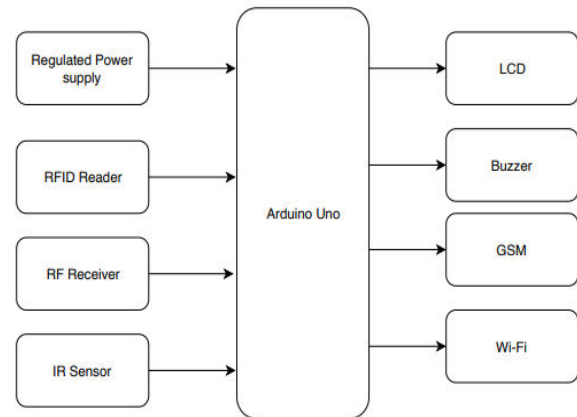 Regulated Power
supply
RFID Reader
RF Receiver
IR Sensor
Arduino Uno
LCD
Buzzer
GSM
Wi-Fi